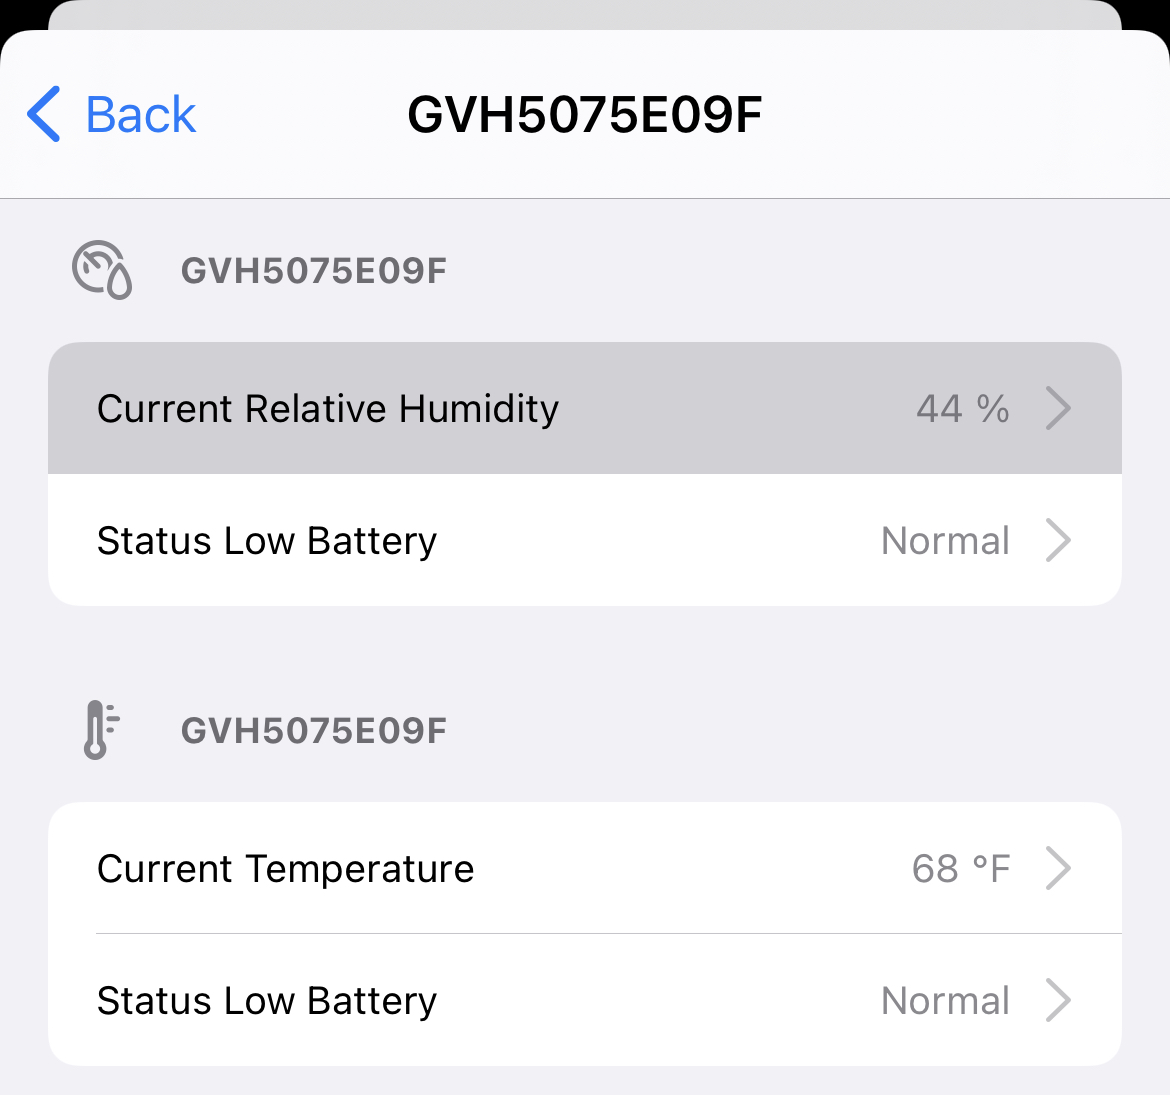 Back
GVH5075E09F
GVH5075E09F
Current Relative Humidity 44 %
Status Low Battery Normal
GVH5075E09F
Current Temperature 68 °F
Status Low Battery Normal